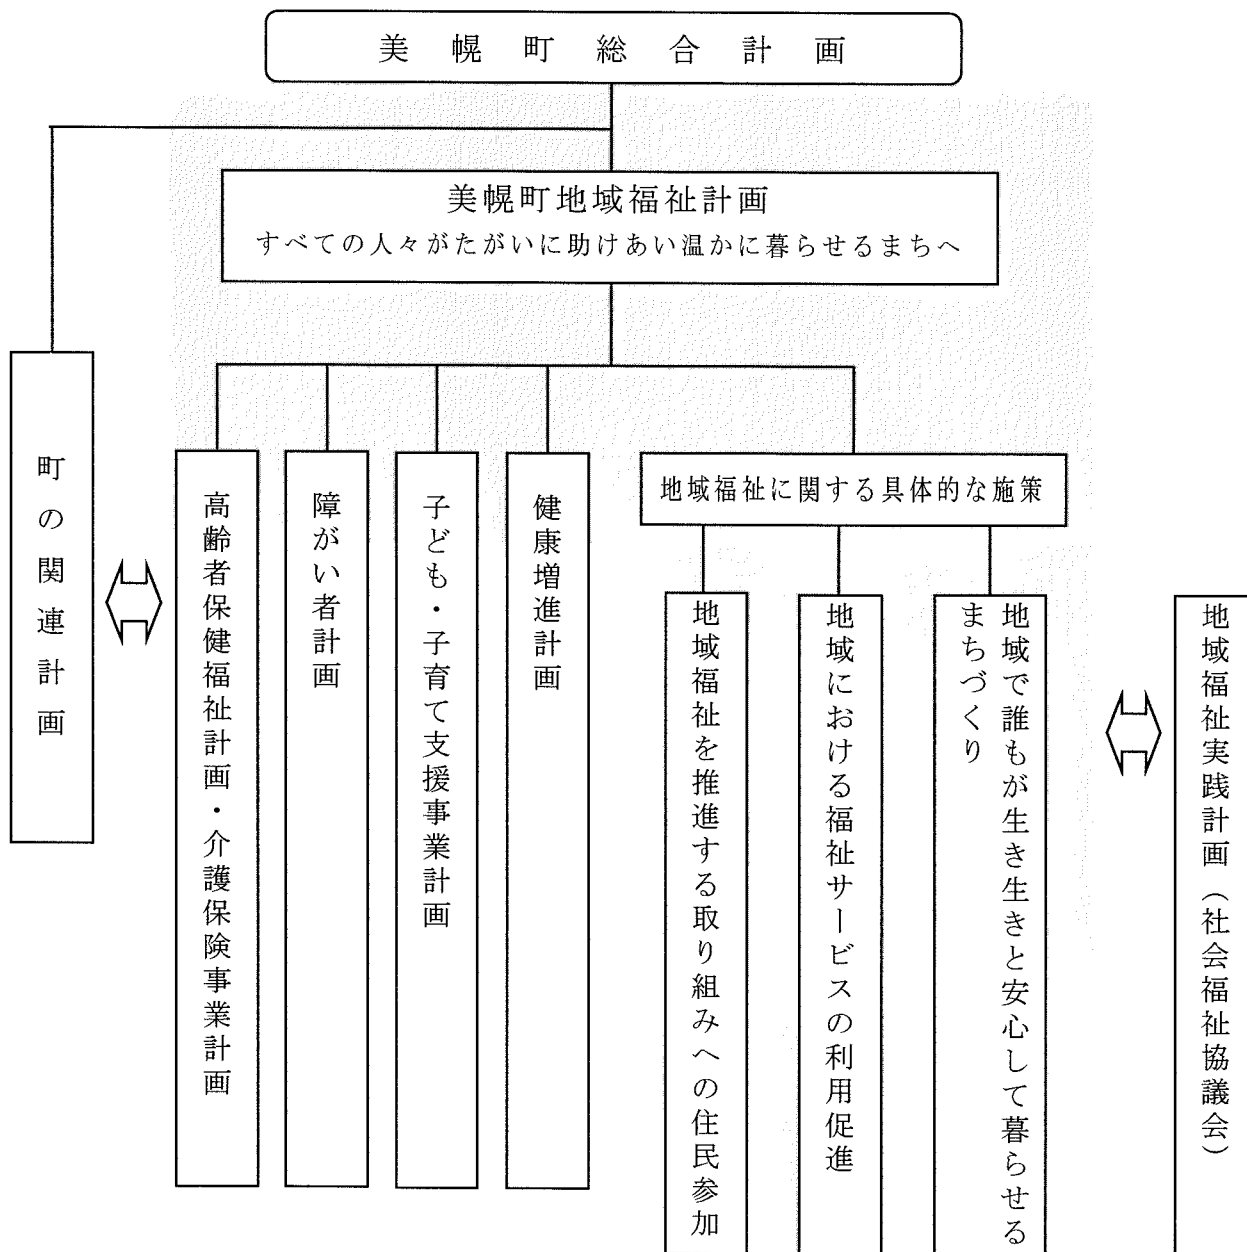 美幌町総合計画
美幌町地域福祉計画
すべての人々がたがいに助けあい温かに暮らせるまちへ
町の関連計画
高齢者保健福祉計画・介護保険事業計画
障がい者計画
子ども・子育て支援事業計画
健康増進計画
地域福祉に関する具体的な施策
地域福祉を推進する取り組みへの住民参加
地域における福祉サービスの利用促進
地域で誰もが生き生きと安心して暮らせる
まちづくり
地域福祉実践計画（社会福祉協議会）